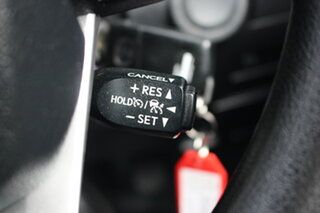 CANCEL▼
+ RES ▲
HOLD / ◄
− SET ▼